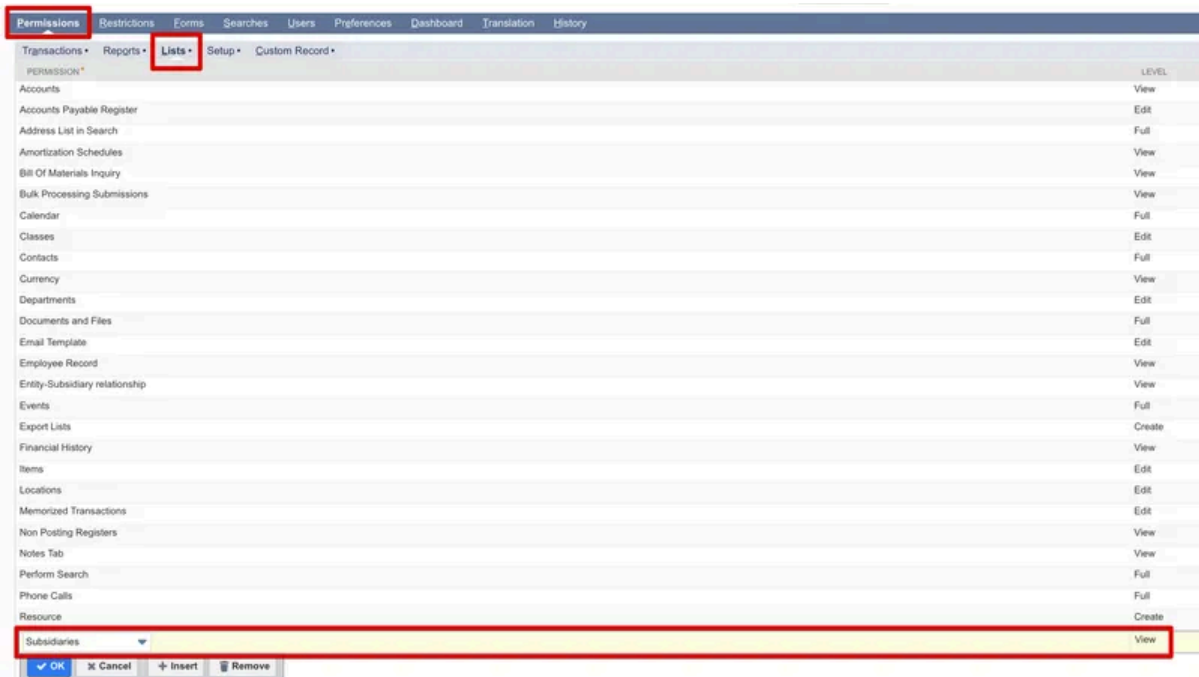 Permissions Restrictions Forms Searches Users Preferences Dashboard Translation History
Transactions • Reports • Lists • Setup • Custom Record •
PERMISSION * LEVEL
Accounts View
Accounts Payable Register Edit
Address List in Search Full
Amortization Schedules View
Bill Of Materials Inquiry View
Bulk Processing Submissions View
Calendar Full
Classes Edit
Contacts Full
Currency View
Departments Edit
Documents and Files Full
Email Template Edit
Employee Record View
Entity-Subsidiary relationship View
Events Full
Export Lists Create
Financial History View
Items Edit
Locations Edit
Memorized Transactions Edit
Non Posting Registers View
Notes Tab View
Perform Search Full
Phone Calls Full
Resource Create
Subsidiaries View
OK Cancel Insert Remove